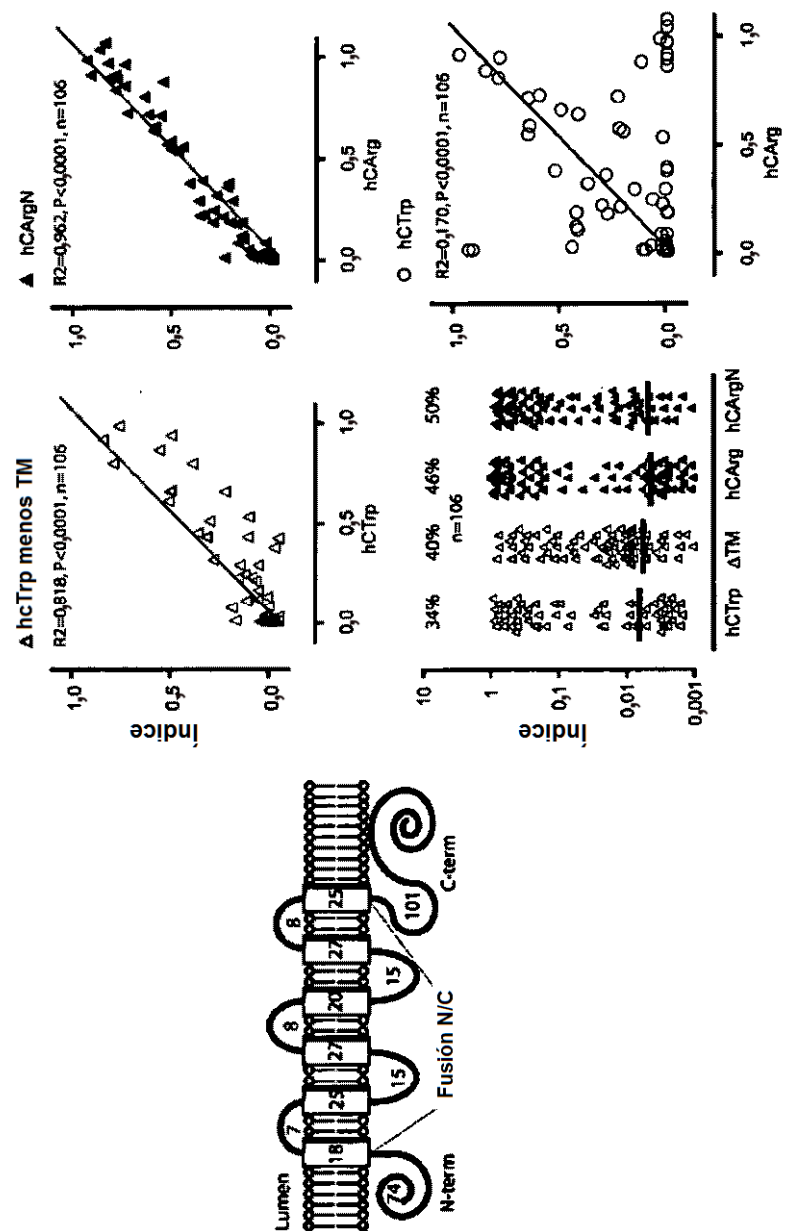 Lumen
7
8
8
18
25
27
20
27
25
74
15
15
101
N-term
C-term
Fusión N/C
Δ hcTrp menos TM
R2=0,818, P<0,0001, n=106
Índice
1,0
0,5
0,0
0,0
0,5
1,0
hCTrp
▲ hCArgN
R2=0,962, P<0,0001, n=106
1,0
0,5
0,0
0,0
0,5
1,0
hCArg
Índice
10
1
0,1
0,01
0,001
34%
40%
46%
50%
n=106
hCTrp
ΔTM
hCArg
hCArgN
○ hCTrp
R2=0,170, P<0,0001, n=106
1,0
0,5
0,0
0,0
0,5
1,0
hCArg